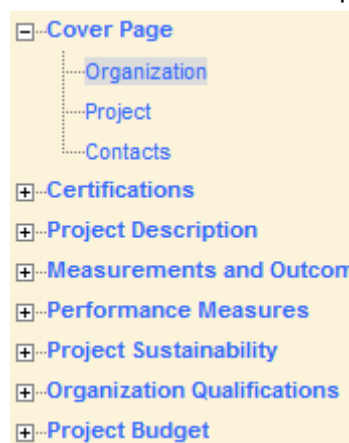 Cover Page
Organization
Project
Contacts
Certifications
Project Description
Measurements and Outcom
Performance Measures
Project Sustainability
Organization Qualifications
Project Budget